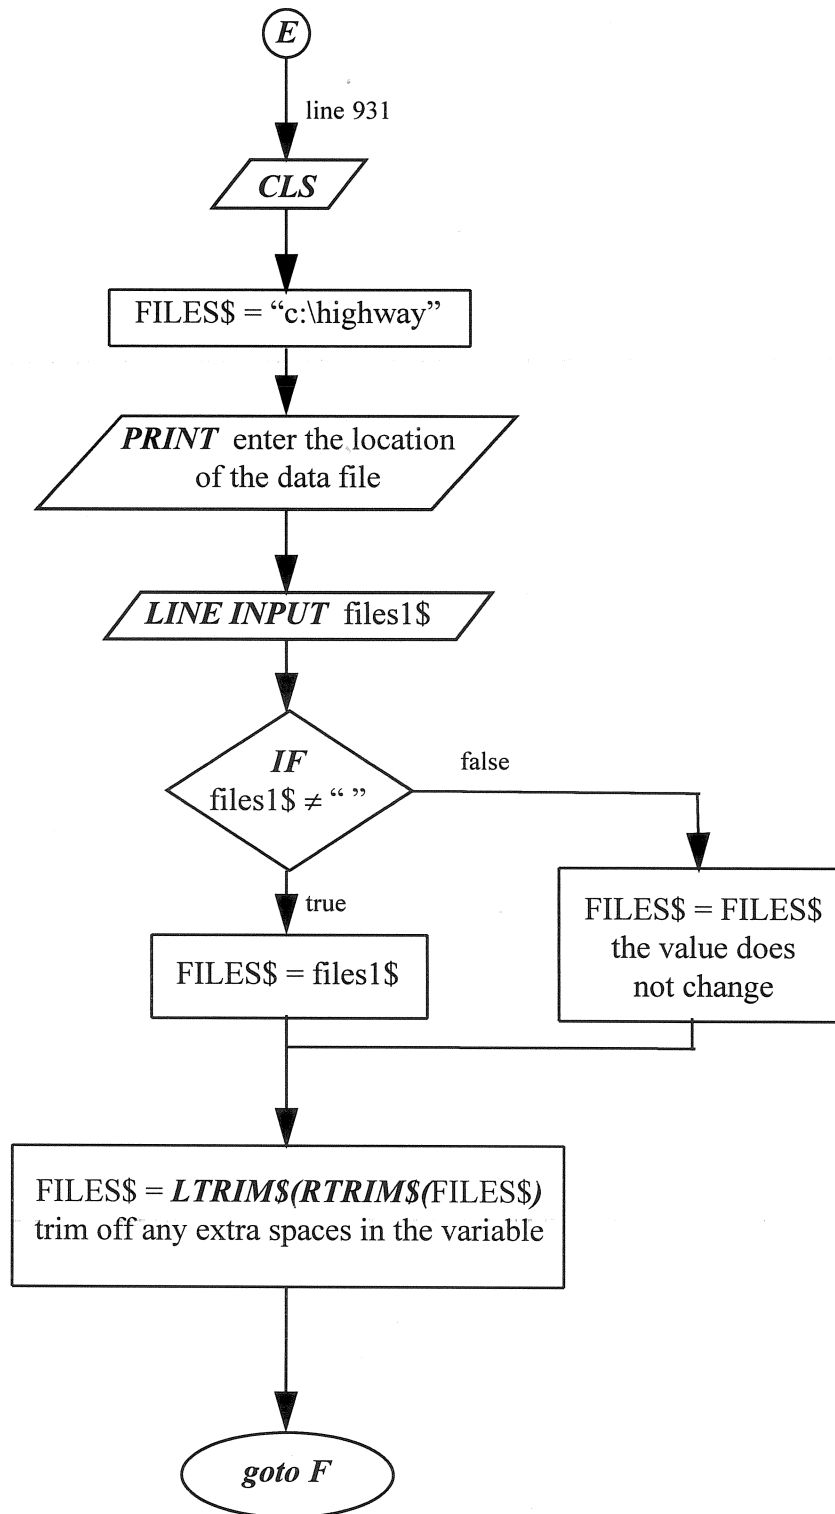 E
line 931
CLS
FILES$ = “c:\highway”
PRINT enter the location
of the data file
LINE INPUT files1$
IF
files1$ ≠ “ ”
false
true
FILES$ = FILES$
the value does
not change
FILES$ = files1$
FILES$ = LTRIM$(RTRIM$(FILES$)
trim off any extra spaces in the variable
goto F